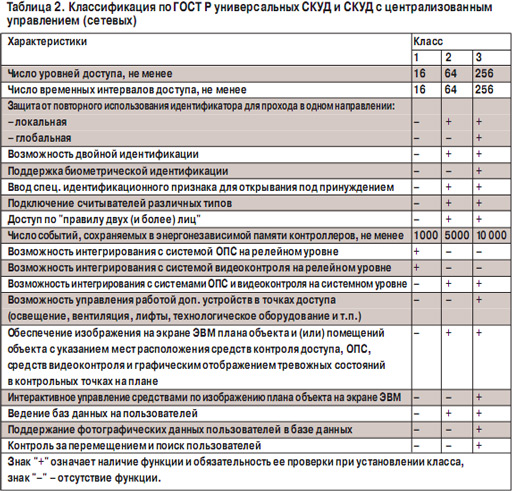 Таблица 2. Классификация по ГОСТ Р универсальных СКУД и СКУД с централизованным
управлением (сетевых)
Характеристики Класс
1 2 3
Число уровней доступа, не менее 16 64 256
Число временных интервалов доступа, не менее 16 64 256
Защита от повторного использования идентификатора для прохода в одном направлении:
– локальная – + +
– глобальная – – +
Возможность двойной идентификации – + +
Поддержка биометрической идентификации – – +
Ввод спец. идентификационного признака для открывания под принуждением – + +
Подключение считывателей различных типов – + +
Доступ по "правилу двух (и более) лиц" – + +
Число событий, сохраняемых в энергонезависимой памяти контроллеров, не менее 1000 5000 10 000
Возможность интегрирования с системой ОПС на релейном уровне + – –
Возможность интегрирования с системой видеоконтроля на релейном уровне + – –
Возможность интегрирования с системами ОПС и видеоконтроля на системном уровне – + +
Возможность управления работой доп. устройств в точках доступа – – +
(освещение, вентиляция, лифты, технологическое оборудование и т.п.)
Обеспечение изображения на экране ЭВМ плана объекта и (или) помещений – + +
объекта с указанием мест расположения средств контроля доступа, ОПС,
средств видеоконтроля и графическим отображением тревожных состояний
в контрольных точках на плане
Интерактивное управление средствами по изображению плана объекта на экране ЭВМ – – +
Ведение баз данных на пользователей – + +
Поддержание фотографических данных пользователей в базе данных – – +
Контроль за перемещением и поиск пользователей – – +
Знак "+" означает наличие функции и обязательность ее проверки при установлении класса,
знак "–" – отсутствие функции.